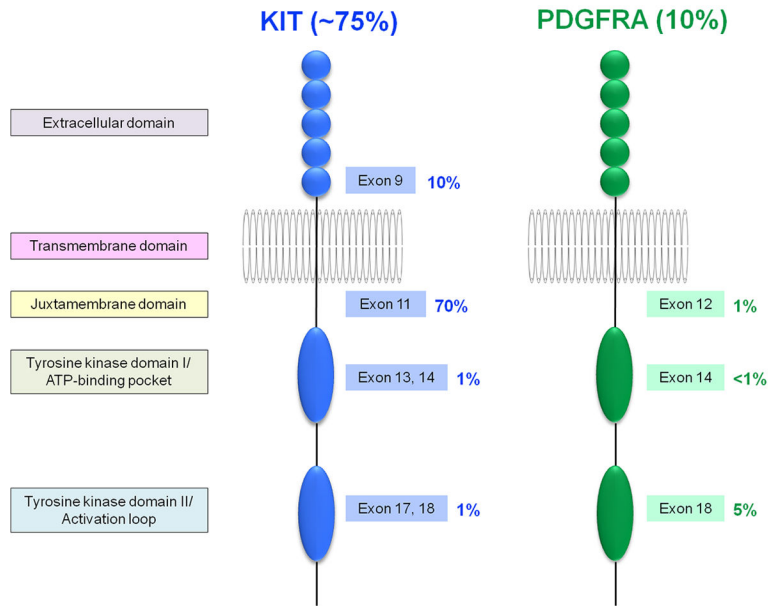 KIT (~75%)
PDGFRA (10%)
Extracellular domain
Exon 9
10%
Transmembrane domain
Juxtamembrane domain
Exon 11
70%
Exon 12
1%
Tyrosine kinase domain I/
ATP-binding pocket
Exon 13, 14
1%
Exon 14
<1%
Tyrosine kinase domain II/
Activation loop
Exon 17, 18
1%
Exon 18
5%